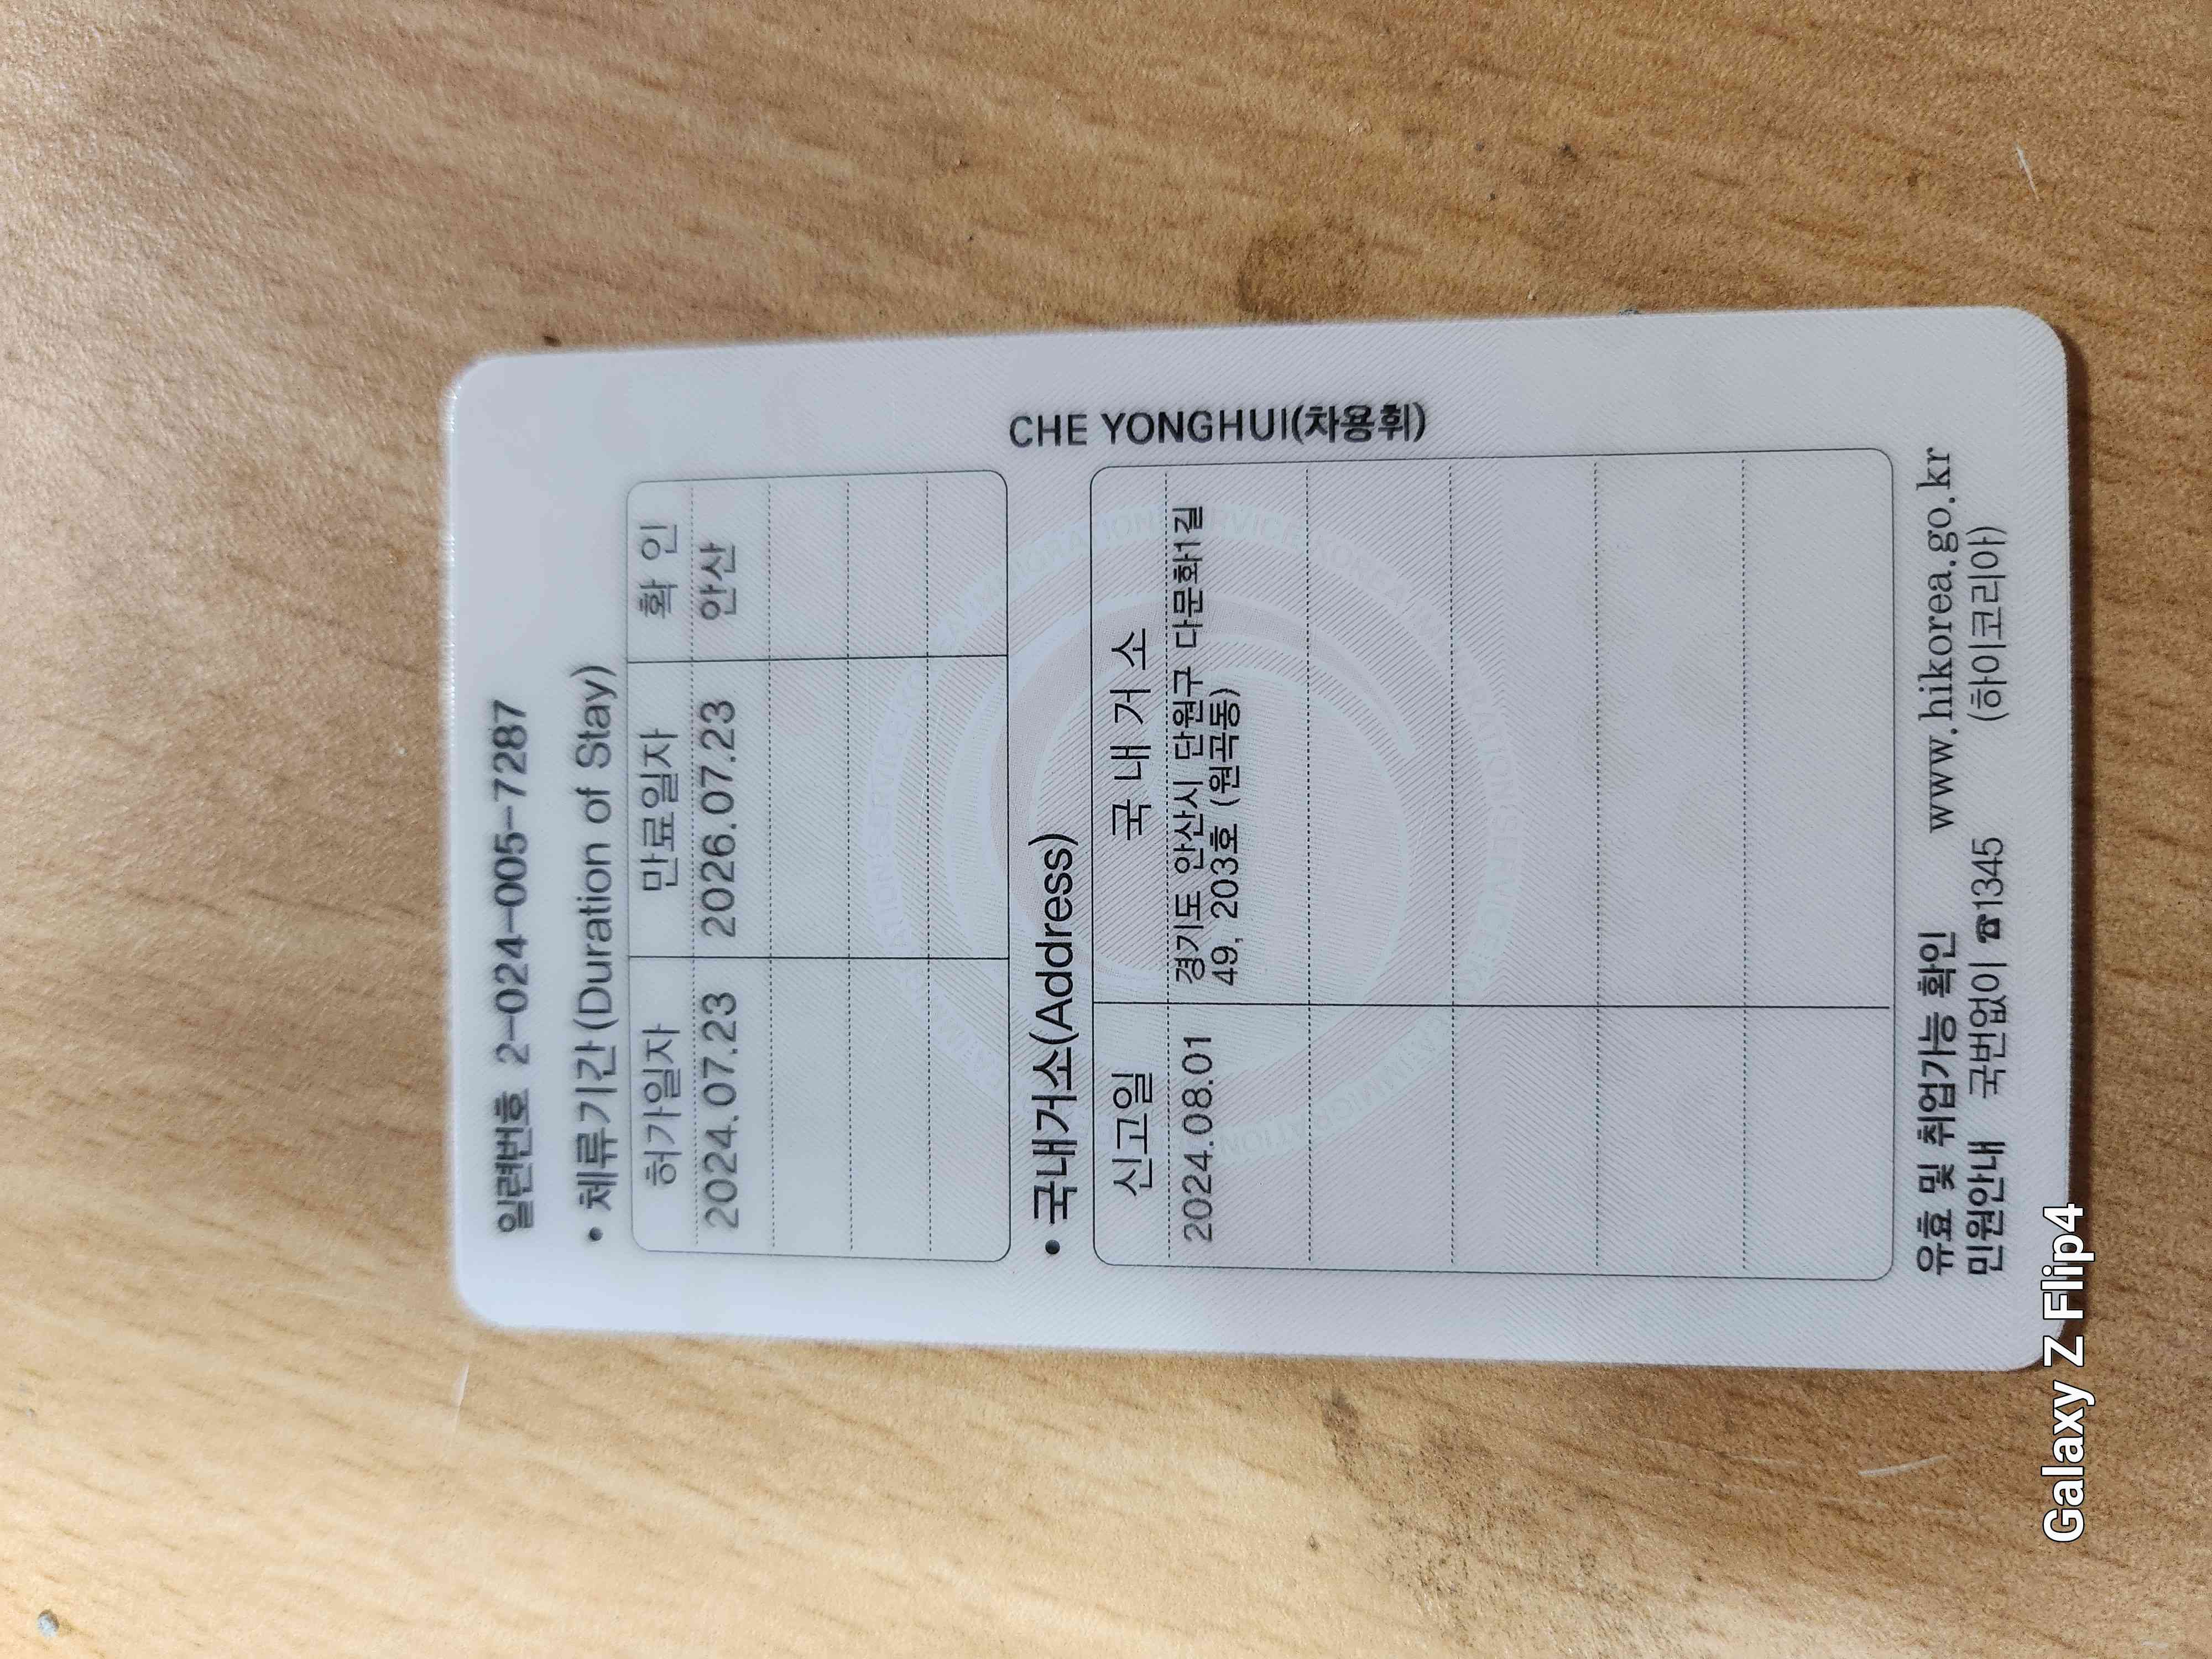 일련번호 2-024-005-7287
• 체류기간(Duration of Stay)
허가일자 만료일자 확 인
2024.07.23 2026.07.23 안산
• 국내거소(Address)
신고일 국 내 거 소
2024.08.01 경기도 안산시 단원구 다문화1길
49, 203호 (원곡동)
CHE YONGHUI(차용휘)
유효 및 취업가능 확인 www.hikorea.go.kr
민원안내 국번없이 ☎1345 (하이코리아)
Galaxy Z Flip4